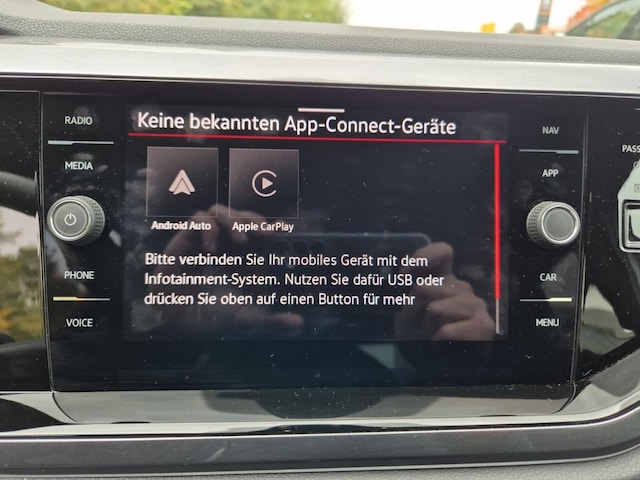 RADIO
MEDIA
PHONE
VOICE
Keine bekannten App-Connect-Geräte
Android Auto
Apple CarPlay
Bitte verbinden Sie Ihr mobiles Gerät mit dem
Infotainment-System. Nutzen Sie dafür USB oder
drücken Sie oben auf einen Button für mehr
NAV
APP
CAR
MENU